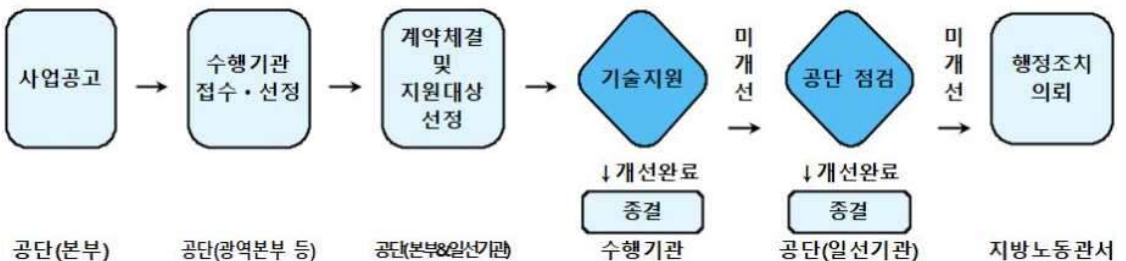 사업공고
→
수행기관
접수・선정
→
계약체결
및
지원대상
선정
→
기술지원
미
개
선
→
공단 점검
미
개
선
→
행정조치
의뢰
↓개선완료
종결
↓개선완료
종결
공단(본부)
공단(광역본부 등)
공단(본부&일선기관)
수행기관
공단(일선기관)
지방노동관서